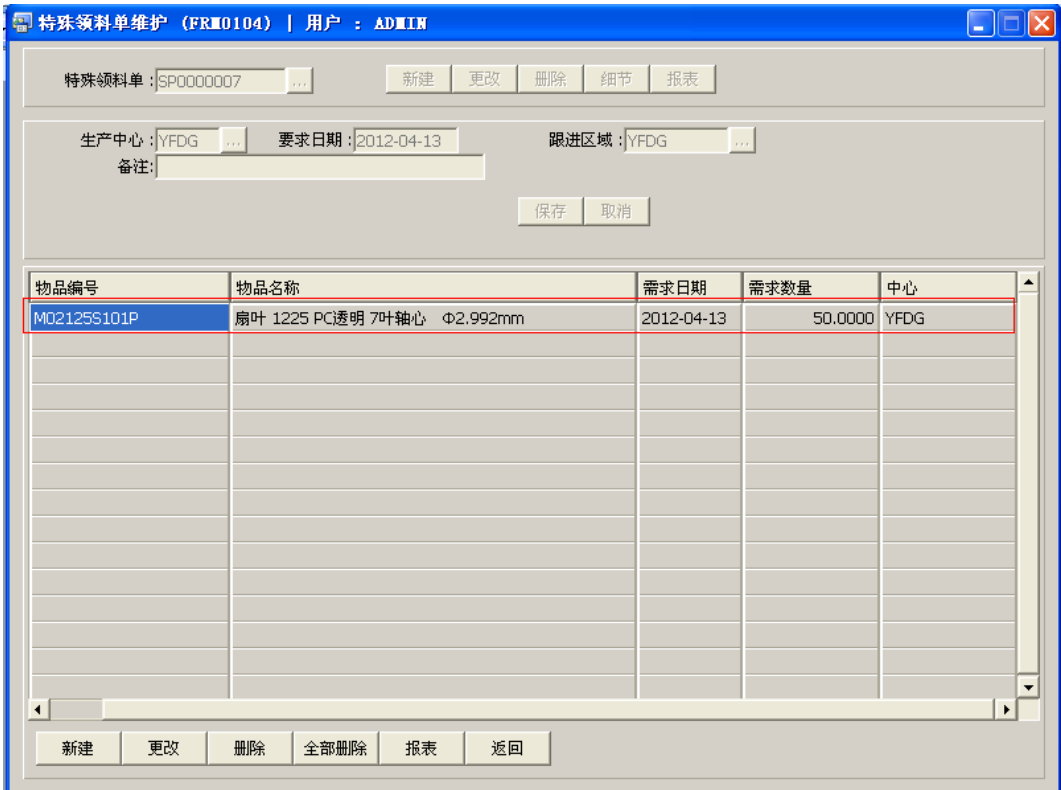 特殊领料单维护 (FRM0104) | 用户 : ADMIN
特殊领料单: SP0000007 ... 新建 更改 删除 细节 报表
生产中心: YFDG ... 要求日期: 2012-04-13 跟进区域: YFDG ...
备注:
保存 取消
物品编号 物品名称 需求日期 需求数量 中心
M02125S101P 扇叶 1225 PC透明 7叶轴心 Φ2.992mm 2012-04-13 50.0000 YFDG
新建 更改 删除 全部删除 报表 返回